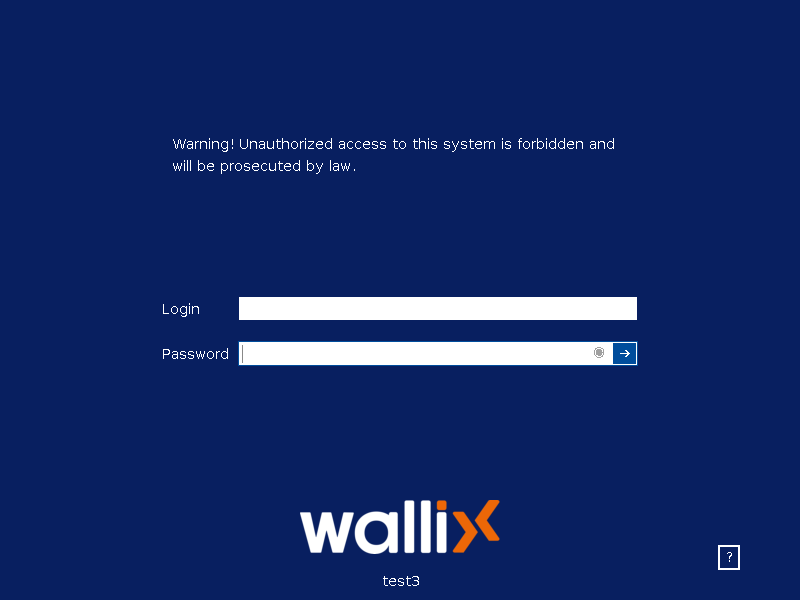 Warning! Unauthorized access to this system is forbidden and
will be prosecuted by law.
Login
Password
wallix
?
test3